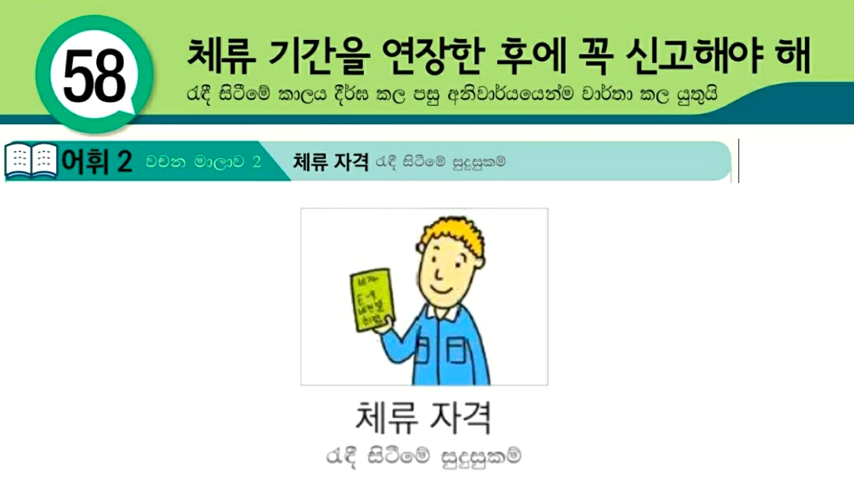 58
체류 기간을 연장한 후에 꼭 신고해야 해
රැඳී සිටීමේ කාලය දීර්ඝ කල පසු අනිවාර්යයෙන්ම වාර්තා කල යුතුයි
어휘 2 වචන මාලාව 2 체류 자격 රැඳී සිටීමේ සුදුසුකම්
비자
E-9
체류 자격
රැඳී සිටීමේ සුදුසුකම්